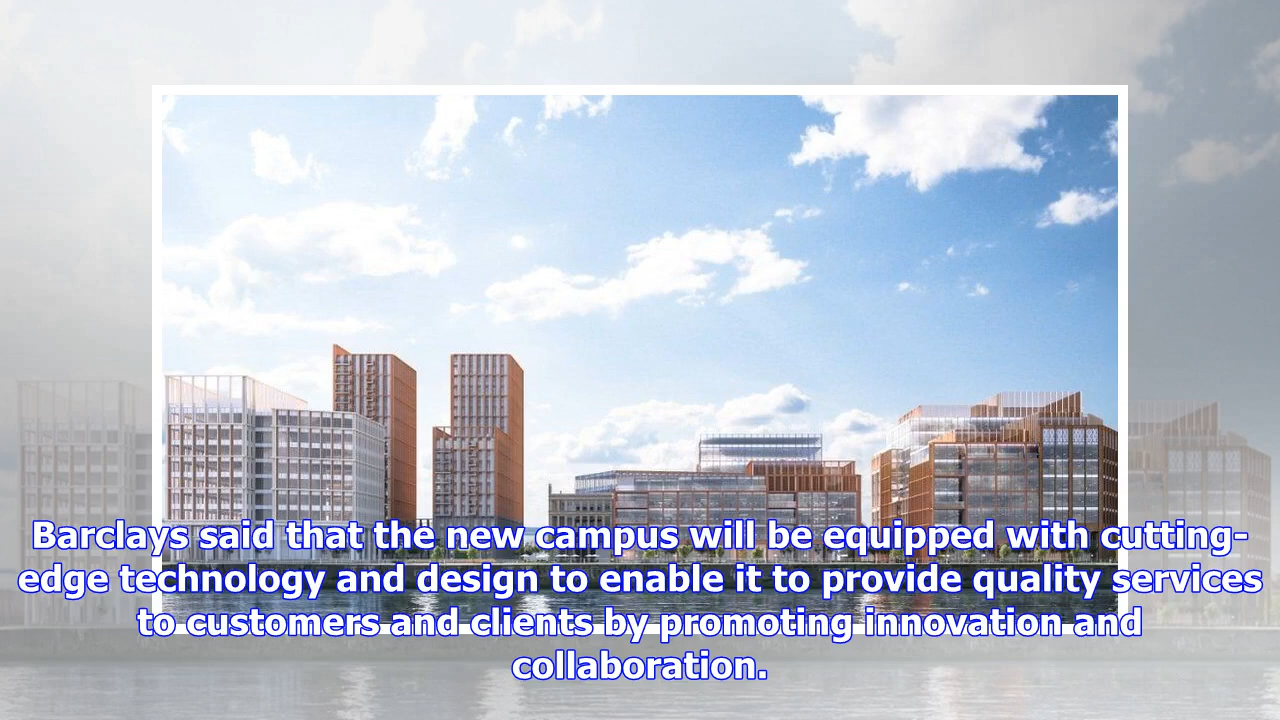 Barclays said that the new campus will be equipped with cutting-
edge technology and design to enable it to provide quality services
to customers and clients by promoting innovation and
collaboration.